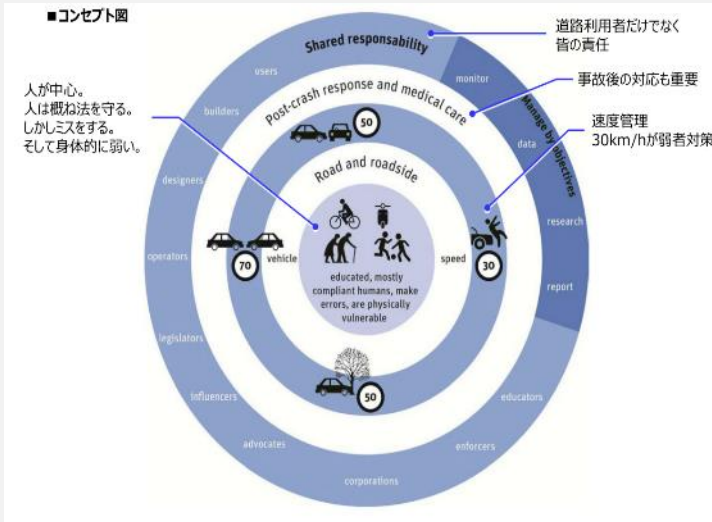 ■コンセプト図
道路利用者だけでなく
皆の責任
Shared responsability
users
monitor
事故後の対応も重要
人が中心。
人は概ね法を守る。
しかしミスをする。
そして身体的に弱い。
builders
Post-crash response and medical care
50
Manage by objectives
data
速度管理
30km/hが弱者対策
Road and roadside
designers
research
operators
70
vehicle
speed
30
educated, mostly
compliant humans, make
errors, are physically
vulnerable
report
legislators
influencers
50
educators
advocates
enforcers
corporations